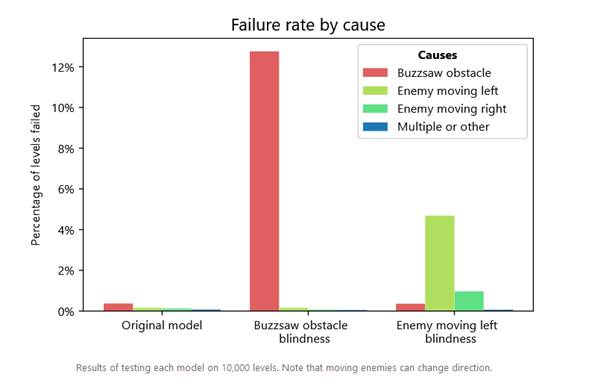 Failure rate by cause
Percentage of levels failed
12%
10%
8%
6%
4%
2%
0%
Causes
Buzzsaw obstacle
Enemy moving left
Enemy moving right
Multiple or other
Original model
Buzzsaw obstacle
blindness
Enemy moving left
blindness
Results of testing each model on 10,000 levels. Note that moving enemies can change direction.